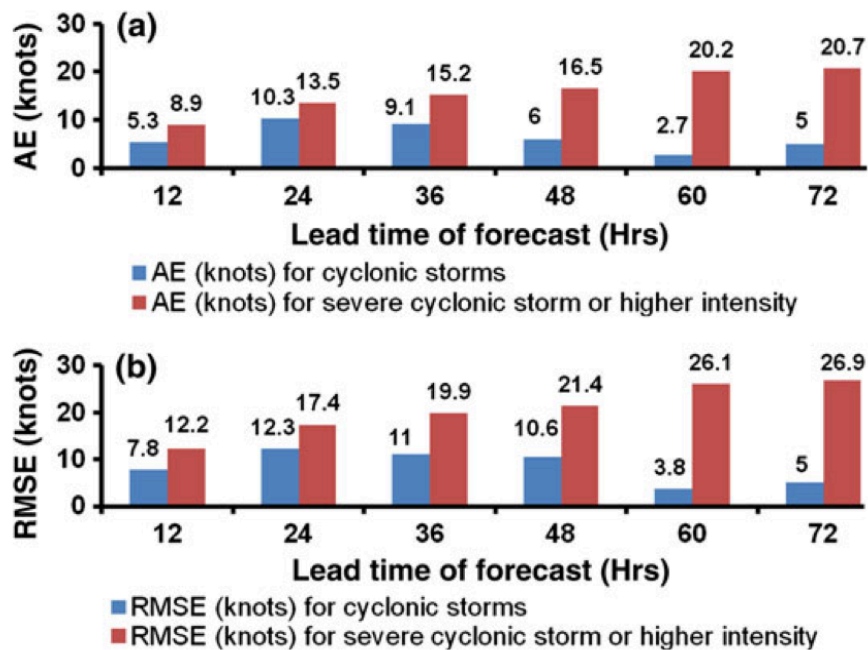 (a)
AE (knots)
30
20
10
0
5.3 8.9 10.3 13.5 9.1 15.2 6 16.5 2.7 20.2 5 20.7
12 24 36 48 60 72
Lead time of forecast (Hrs)
AE (knots) for cyclonic storms
AE (knots) for severe cyclonic storm or higher intensity
(b)
RMSE (knots)
30
20
10
0
7.8 12.2 12.3 17.4 11 19.9 10.6 21.4 3.8 26.1 5 26.9
12 24 36 48 60 72
Lead time of forecast (Hrs)
RMSE (knots) for cyclonic storms
RMSE (knots) for severe cyclonic storm or higher intensity